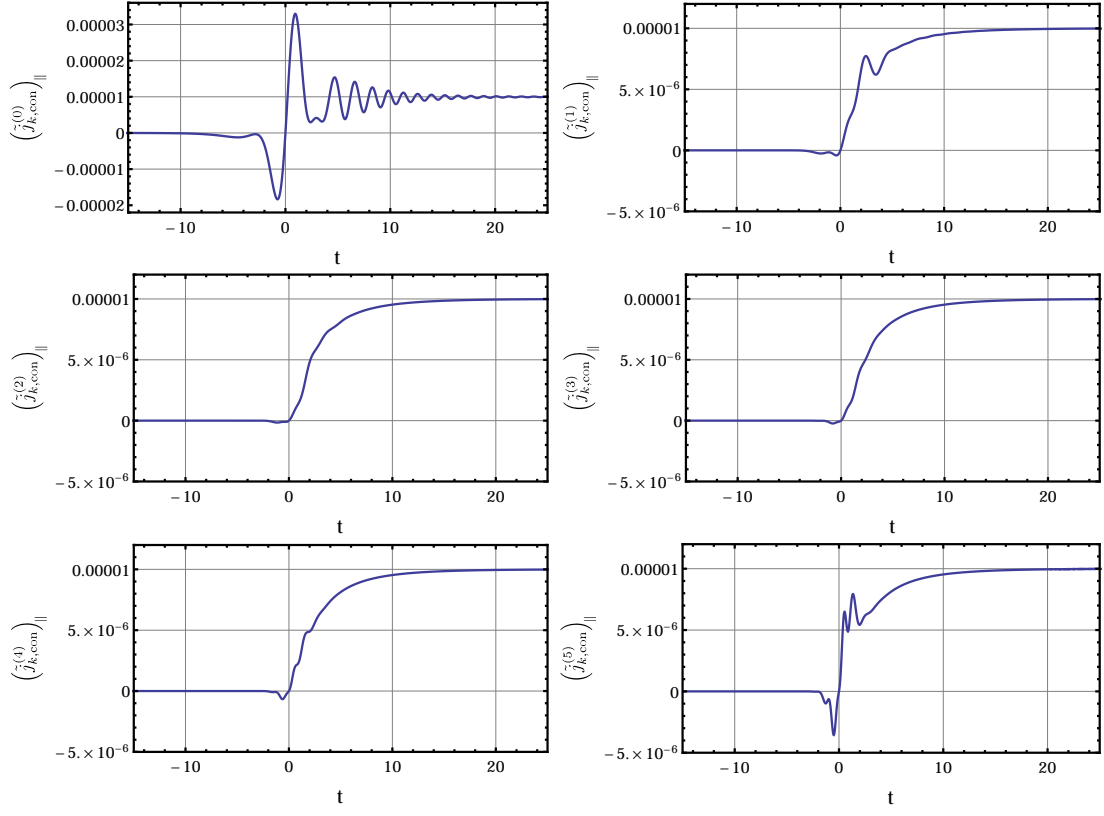 0.00003
0.00002
0.00001
0
−0.00001
−0.00002
−10 0 10 20
t
(j̃⁽⁰⁾ₖ,con)∥
0.00001
5.×10⁻⁶
0
−5.×10⁻⁶
−10 0 10 20
t
(j̃⁽¹⁾ₖ,con)∥
0.00001
5.×10⁻⁶
0
−5.×10⁻⁶
−10 0 10 20
t
(j̃⁽²⁾ₖ,con)∥
0.00001
5.×10⁻⁶
0
−5.×10⁻⁶
−10 0 10 20
t
(j̃⁽³⁾ₖ,con)∥
0.00001
5.×10⁻⁶
0
−5.×10⁻⁶
−10 0 10 20
t
(j̃⁽⁴⁾ₖ,con)∥
0.00001
5.×10⁻⁶
0
−5.×10⁻⁶
−10 0 10 20
t
(j̃⁽⁵⁾ₖ,con)∥